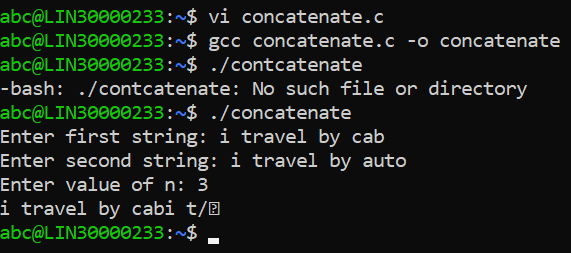 abc@LIN30000233:~$ vi concatenate.c
abc@LIN30000233:~$ gcc concatenate.c -o concatenate
abc@LIN30000233:~$ ./contcatenate
-bash: ./contcatenate: No such file or directory
abc@LIN30000233:~$ ./concatenate
Enter first string: i travel by cab
Enter second string: i travel by auto
Enter value of n: 3
i travel by cabi t/
abc@LIN30000233:~$